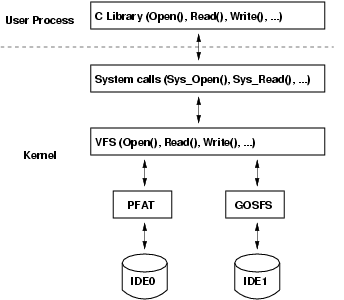 User Process
C Library (Open(), Read(), Write(), ...)
System calls (Sys_Open(), Sys_Read(), ...)
VFS (Open(), Read(), Write(), ...)
Kernel
PFAT
GOSFS
IDE0
IDE1